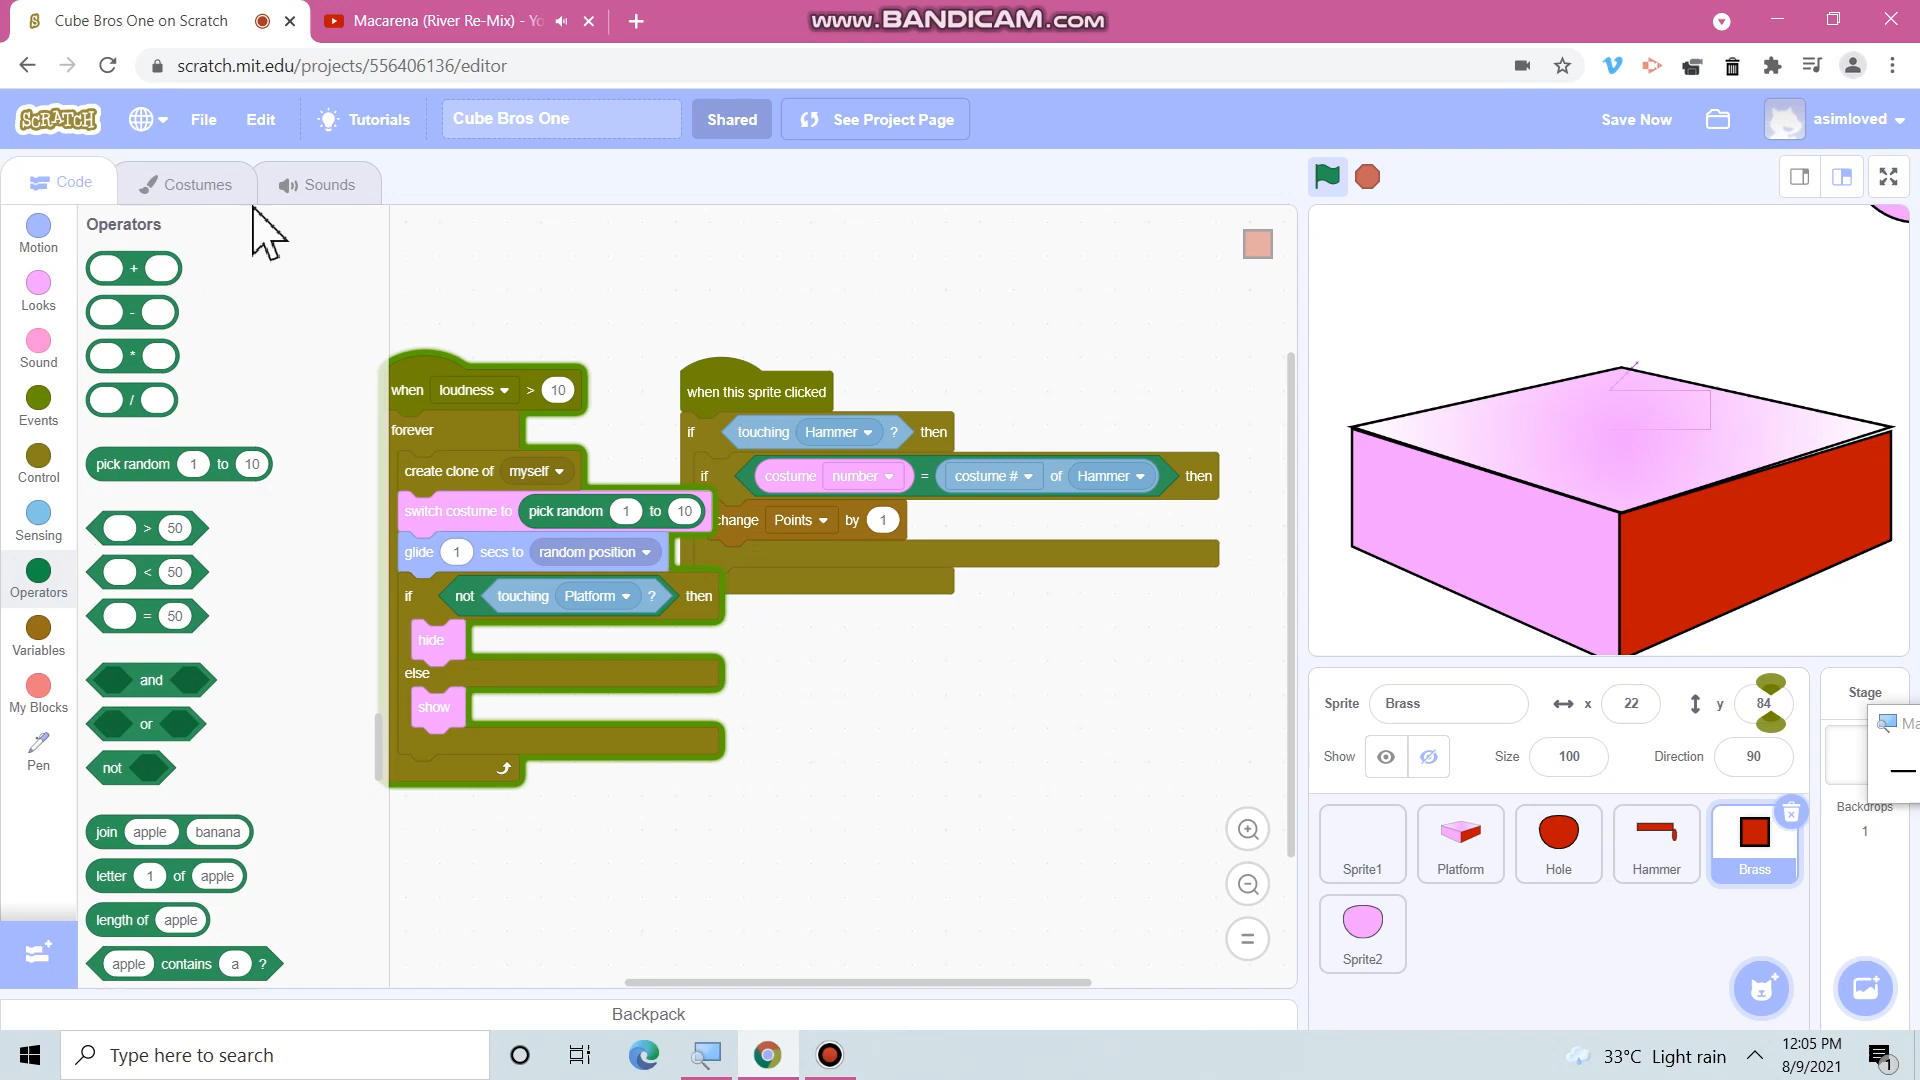 Cube Bros One on Scratch
Macarena (River Re-Mix) - Yo
www.BANDICAM.com
scratch.mit.edu/projects/556406136/editor
SCRATCH
File
Edit
Tutorials
Cube Bros One
Shared
See Project Page
Save Now
asimloved
Code
Costumes
Sounds
Motion
Looks
Sound
Events
Control
Sensing
Operators
Variables
My Blocks
Pen
Operators
+
-
*
/
pick random 1 to 10
> 50
< 50
= 50
and
or
not
join apple banana
letter 1 of apple
length of apple
apple contains a ?
when loudness > 10
forever
create clone of myself
switch costume to pick random 1 to 10
glide 1 secs to random position
if not touching Platform ? then
hide
else
show
when this sprite clicked
if touching Hammer ? then
if costume number = costume # of Hammer then
change Points by 1
Backpack
Sprite Brass x 22 y 84
Show Size 100 Direction 90
Sprite1
Platform
Hole
Hammer
Brass
Sprite2
Stage
Backdrops
1
Ma
Type here to search
33°C Light rain
12:05 PM
8/9/2021
1